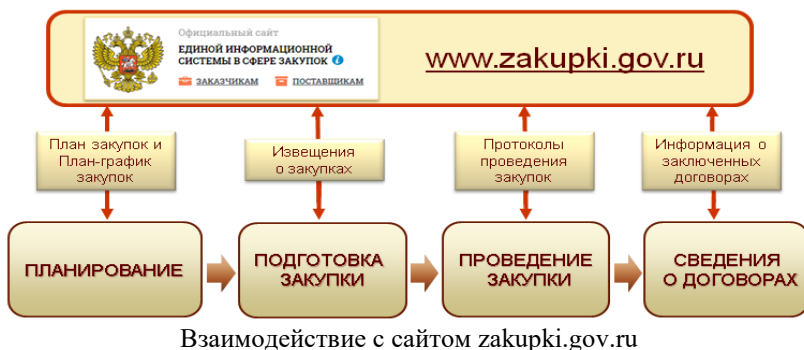 Официальный сайт
ЕДИНОЙ ИНФОРМАЦИОННОЙ
СИСТЕМЫ В СФЕРЕ ЗАКУПОК i
ЗАКАЗЧИКАМ ПОСТАВЩИКАМ
www.zakupki.gov.ru
План закупок и
План-график
закупок
Извещения
о закупках
Протоколы
проведения
закупок
Информация о
заключенных
договорах
ПЛАНИРОВАНИЕ
ПОДГОТОВКА
ЗАКУПКИ
ПРОВЕДЕНИЕ
ЗАКУПКИ
СВЕДЕНИЯ
О ДОГОВОРАХ
Взаимодействие с сайтом zakupki.gov.ru